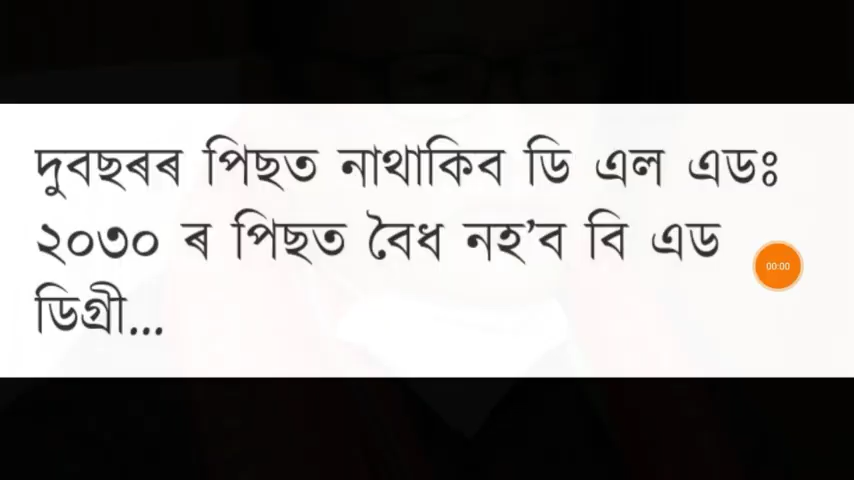 দুবছৰৰ পিছত নাথাকিব ডি এল এডঃ
২০৩০ ৰ পিছত বৈধ নহ’ব বি এড
ডিগ্ৰী...
00:00